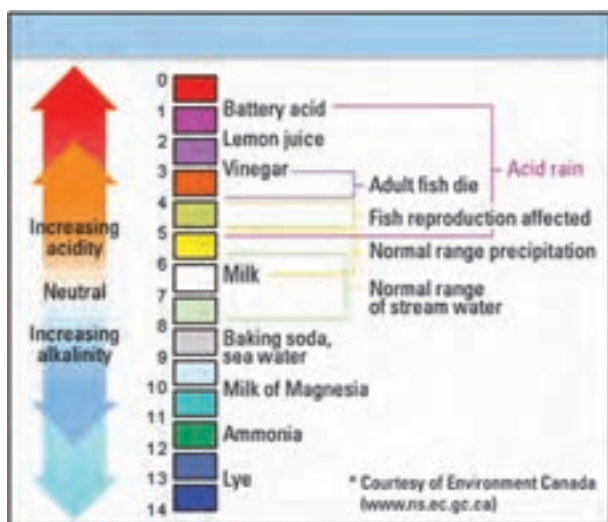 0
1
Battery acid
2
Lemon juice
3
Vinegar
Acid rain
Adult fish die
4
Increasing
acidity
Fish reproduction affected
5
Normal range precipitation
6
Milk
Neutral
7
Normal range
of stream water
8
Increasing
alkalinity
Baking soda,
sea water
9
10
Milk of Magnesia
11
Ammonia
12
13
Lye
14
* Courtesy of Environment Canada
(www.ns.ec.gc.ca)